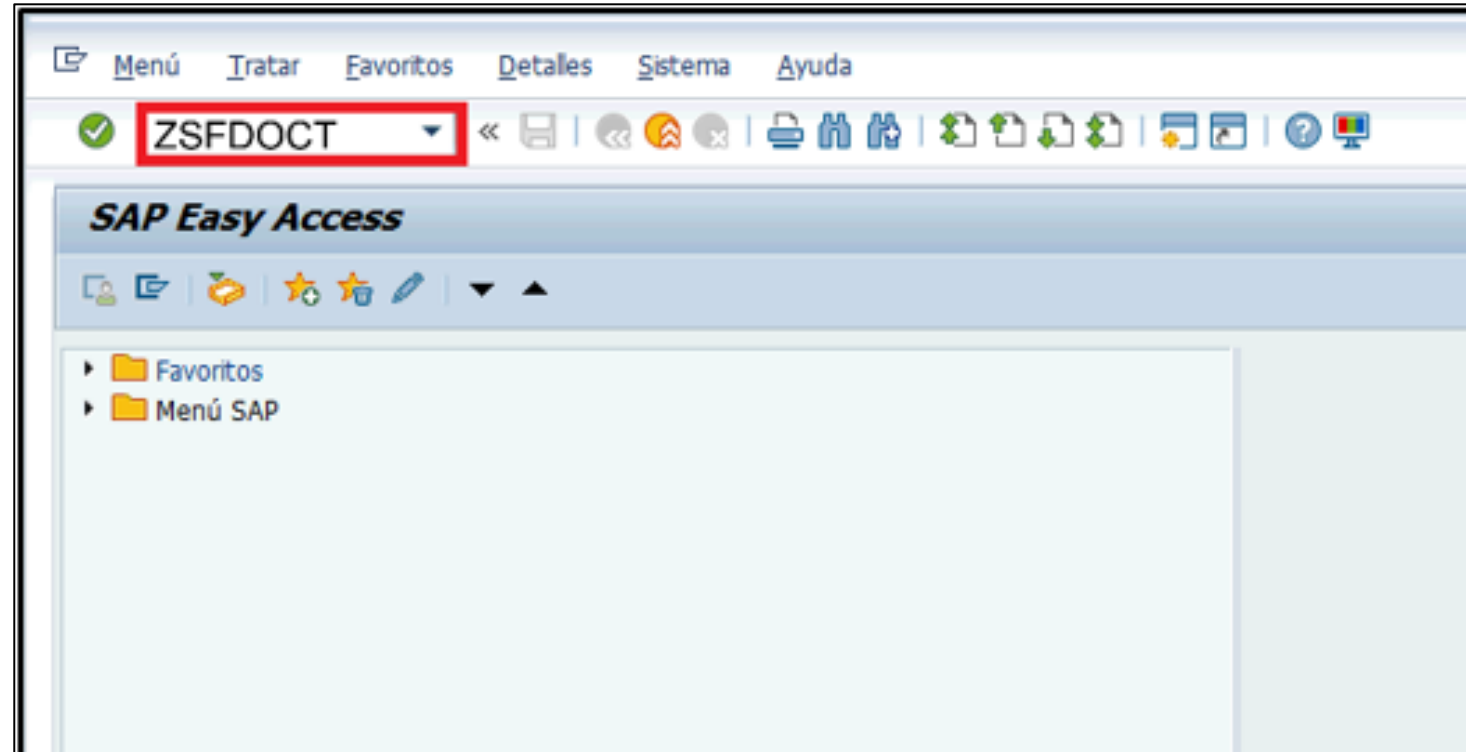 Menú Tratar Favoritos Detalles Sistema Ayuda
ZSFDOCT
SAP Easy Access
Favoritos
Menú SAP